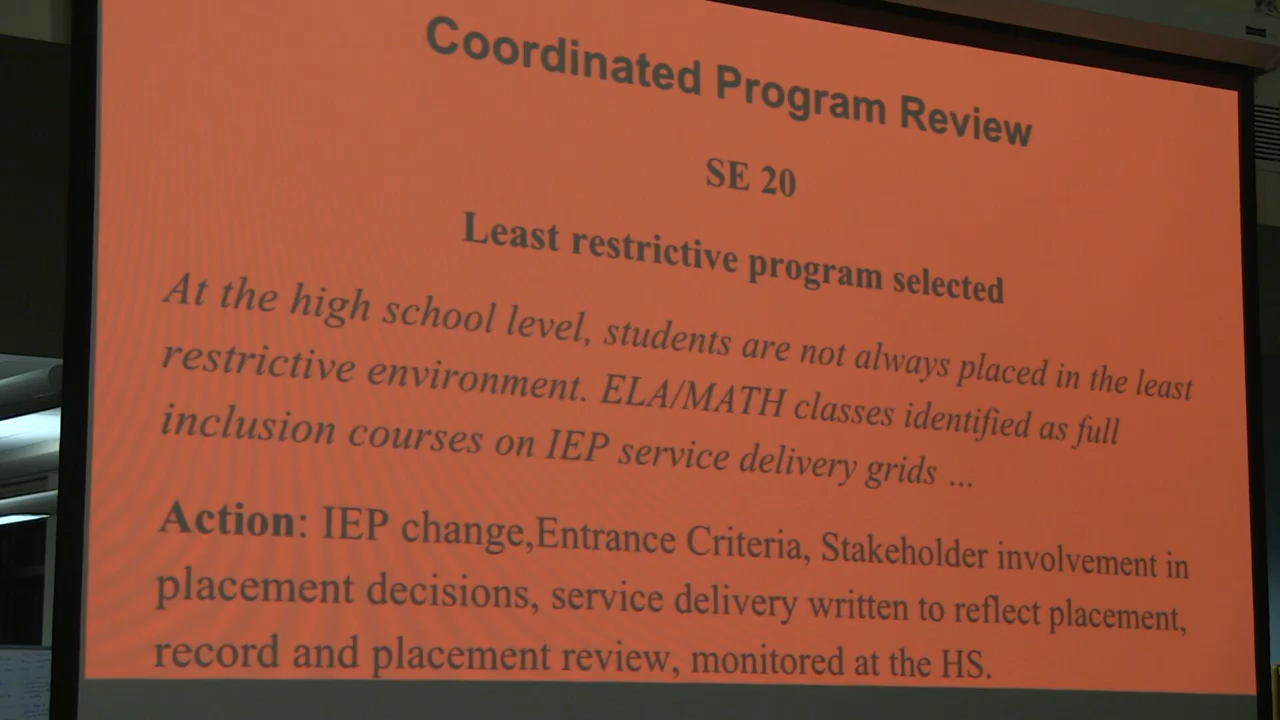 Coordinated Program Review
SE 20
Least restrictive program selected
At the high school level, students are not always placed in the least
restrictive environment. ELA/MATH classes identified as full
inclusion courses on IEP service delivery grids ...
Action: IEP change,Entrance Criteria, Stakeholder involvement in
placement decisions, service delivery written to reflect placement,
record and placement review, monitored at the HS.